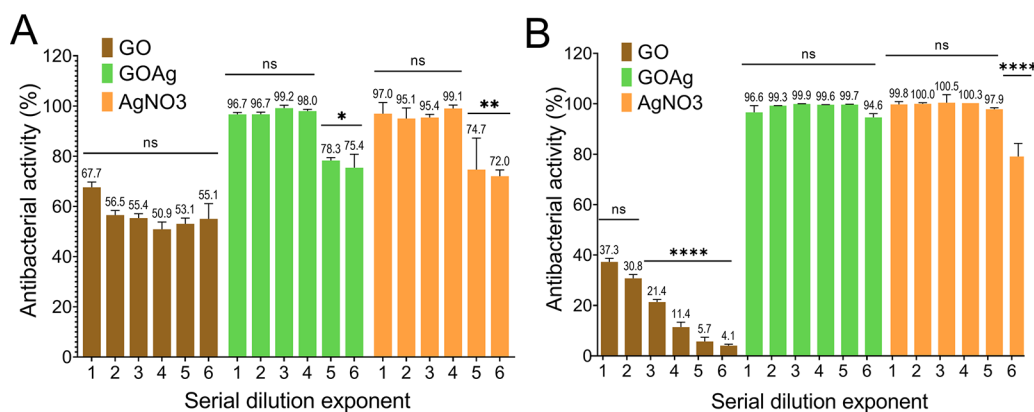 A
GO
GOAg
AgNO3
Antibacterial activity (%)
120
100
80
60
40
20
0
ns
ns
ns
*
**
67.7
56.5
55.4
50.9
53.1
55.1
96.7
96.7
99.2
98.0
78.3
75.4
97.0
95.1
95.4
99.1
74.7
72.0
1 2 3 4 5 6 1 2 3 4 5 6 1 2 3 4 5 6
Serial dilution exponent
B
GO
GOAg
AgNO3
Antibacterial activity (%)
120
100
80
60
40
20
0
ns
****
ns
ns
****
37.3
30.8
21.4
11.4
5.7
4.1
96.6
99.3
99.9
99.6
99.7
94.6
99.8
100.0
100.5
100.3
97.9
1 2 3 4 5 6 1 2 3 4 5 6 1 2 3 4 5 6
Serial dilution exponent